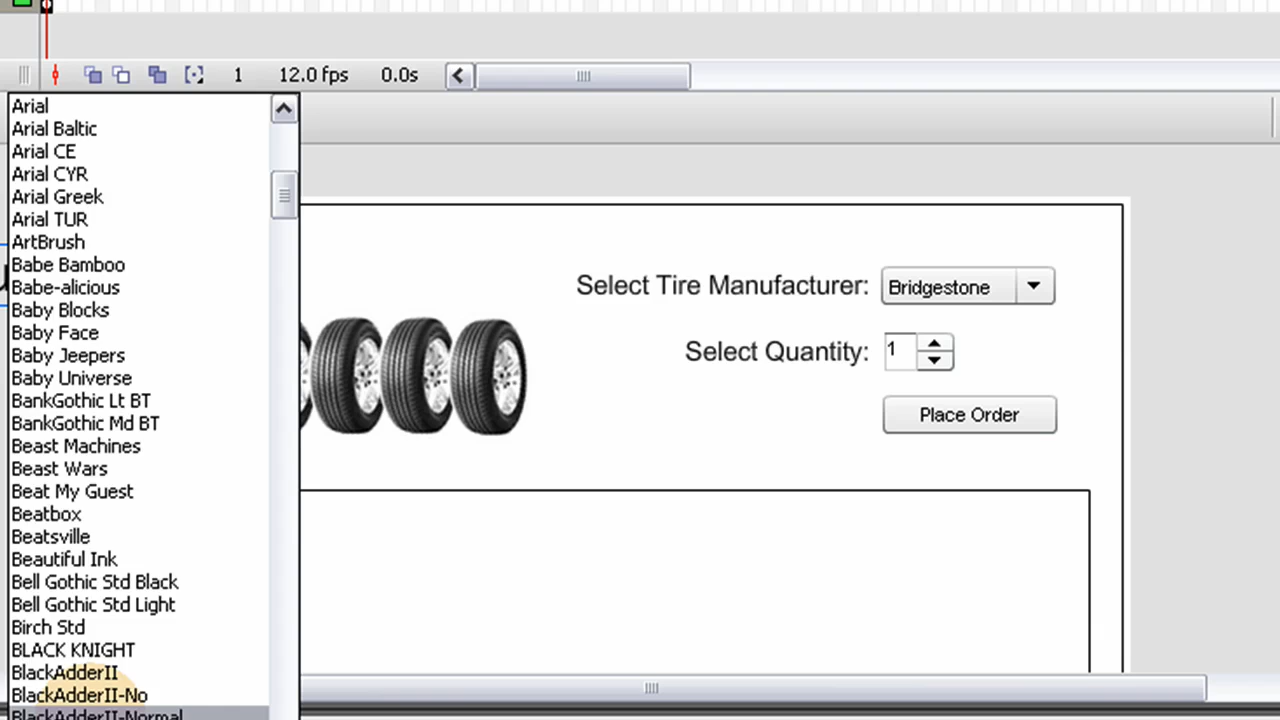 1 12.0 fps 0.0s
Arial
Arial Baltic
Arial CE
Arial CYR
Arial Greek
Arial TUR
ArtBrush
Babe Bamboo
Babe-alicious
Baby Blocks
Baby Face
Baby Jeepers
Baby Universe
BankGothic Lt BT
BankGothic Md BT
Beast Machines
Beast Wars
Beat My Guest
Beatbox
Beatsville
Beautiful Ink
Bell Gothic Std Black
Bell Gothic Std Light
Birch Std
BLACK KNIGHT
BlackAdderII
BlackAdderII-No
BlackAdderII-Normal
Select Tire Manufacturer: Bridgestone
Select Quantity: 1
Place Order